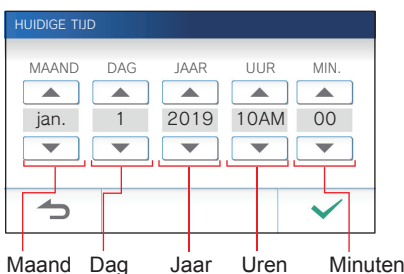 HUIDIGE TIJD
MAAND DAG JAAR UUR MIN.
jan. 1 2019 10AM 00
Maand Dag Jaar Uren Minuten